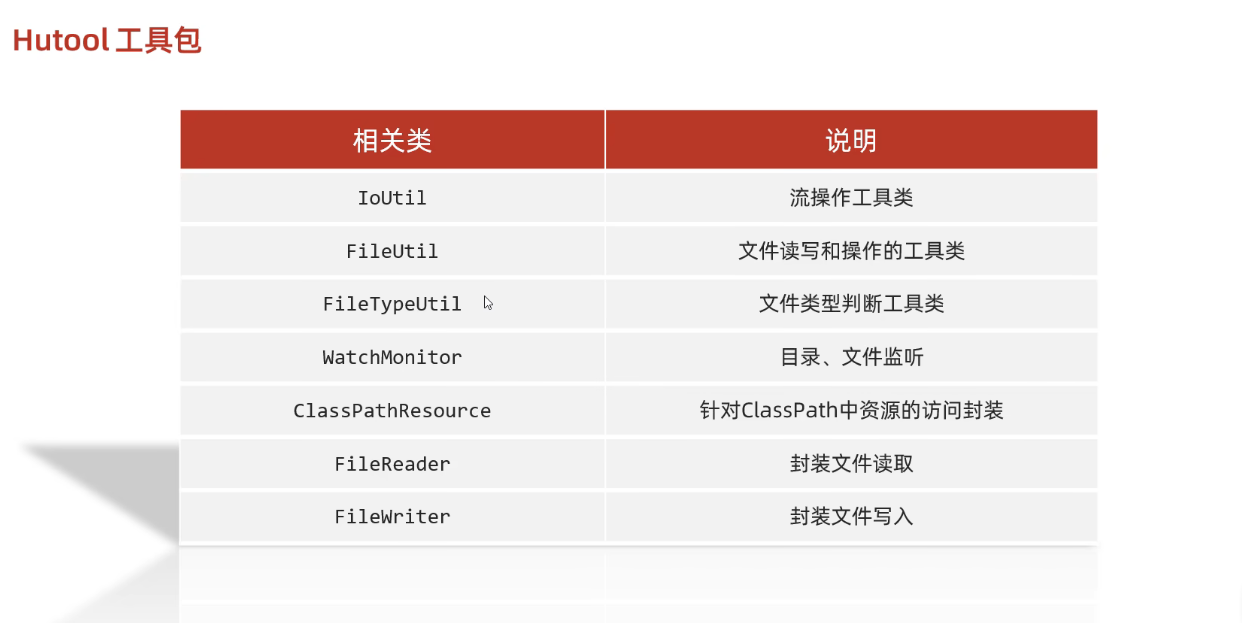 Hutool 工具包
相关类 说明
IoUtil 流操作工具类
FileUtil 文件读写和操作的工具类
FileTypeUtil 文件类型判断工具类
WatchMonitor 目录、文件监听
ClassPathResource 针对ClassPath中资源的访问封装
FileReader 封装文件读取
FileWriter 封装文件写入